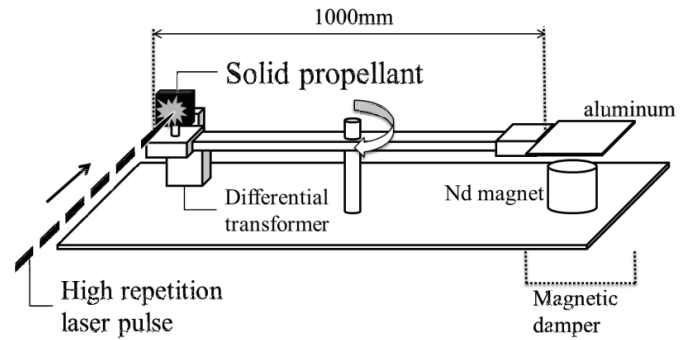 1000mm
Solid propellant
aluminum
Nd magnet
Differential
transformer
High repetition
laser pulse
Magnetic
damper